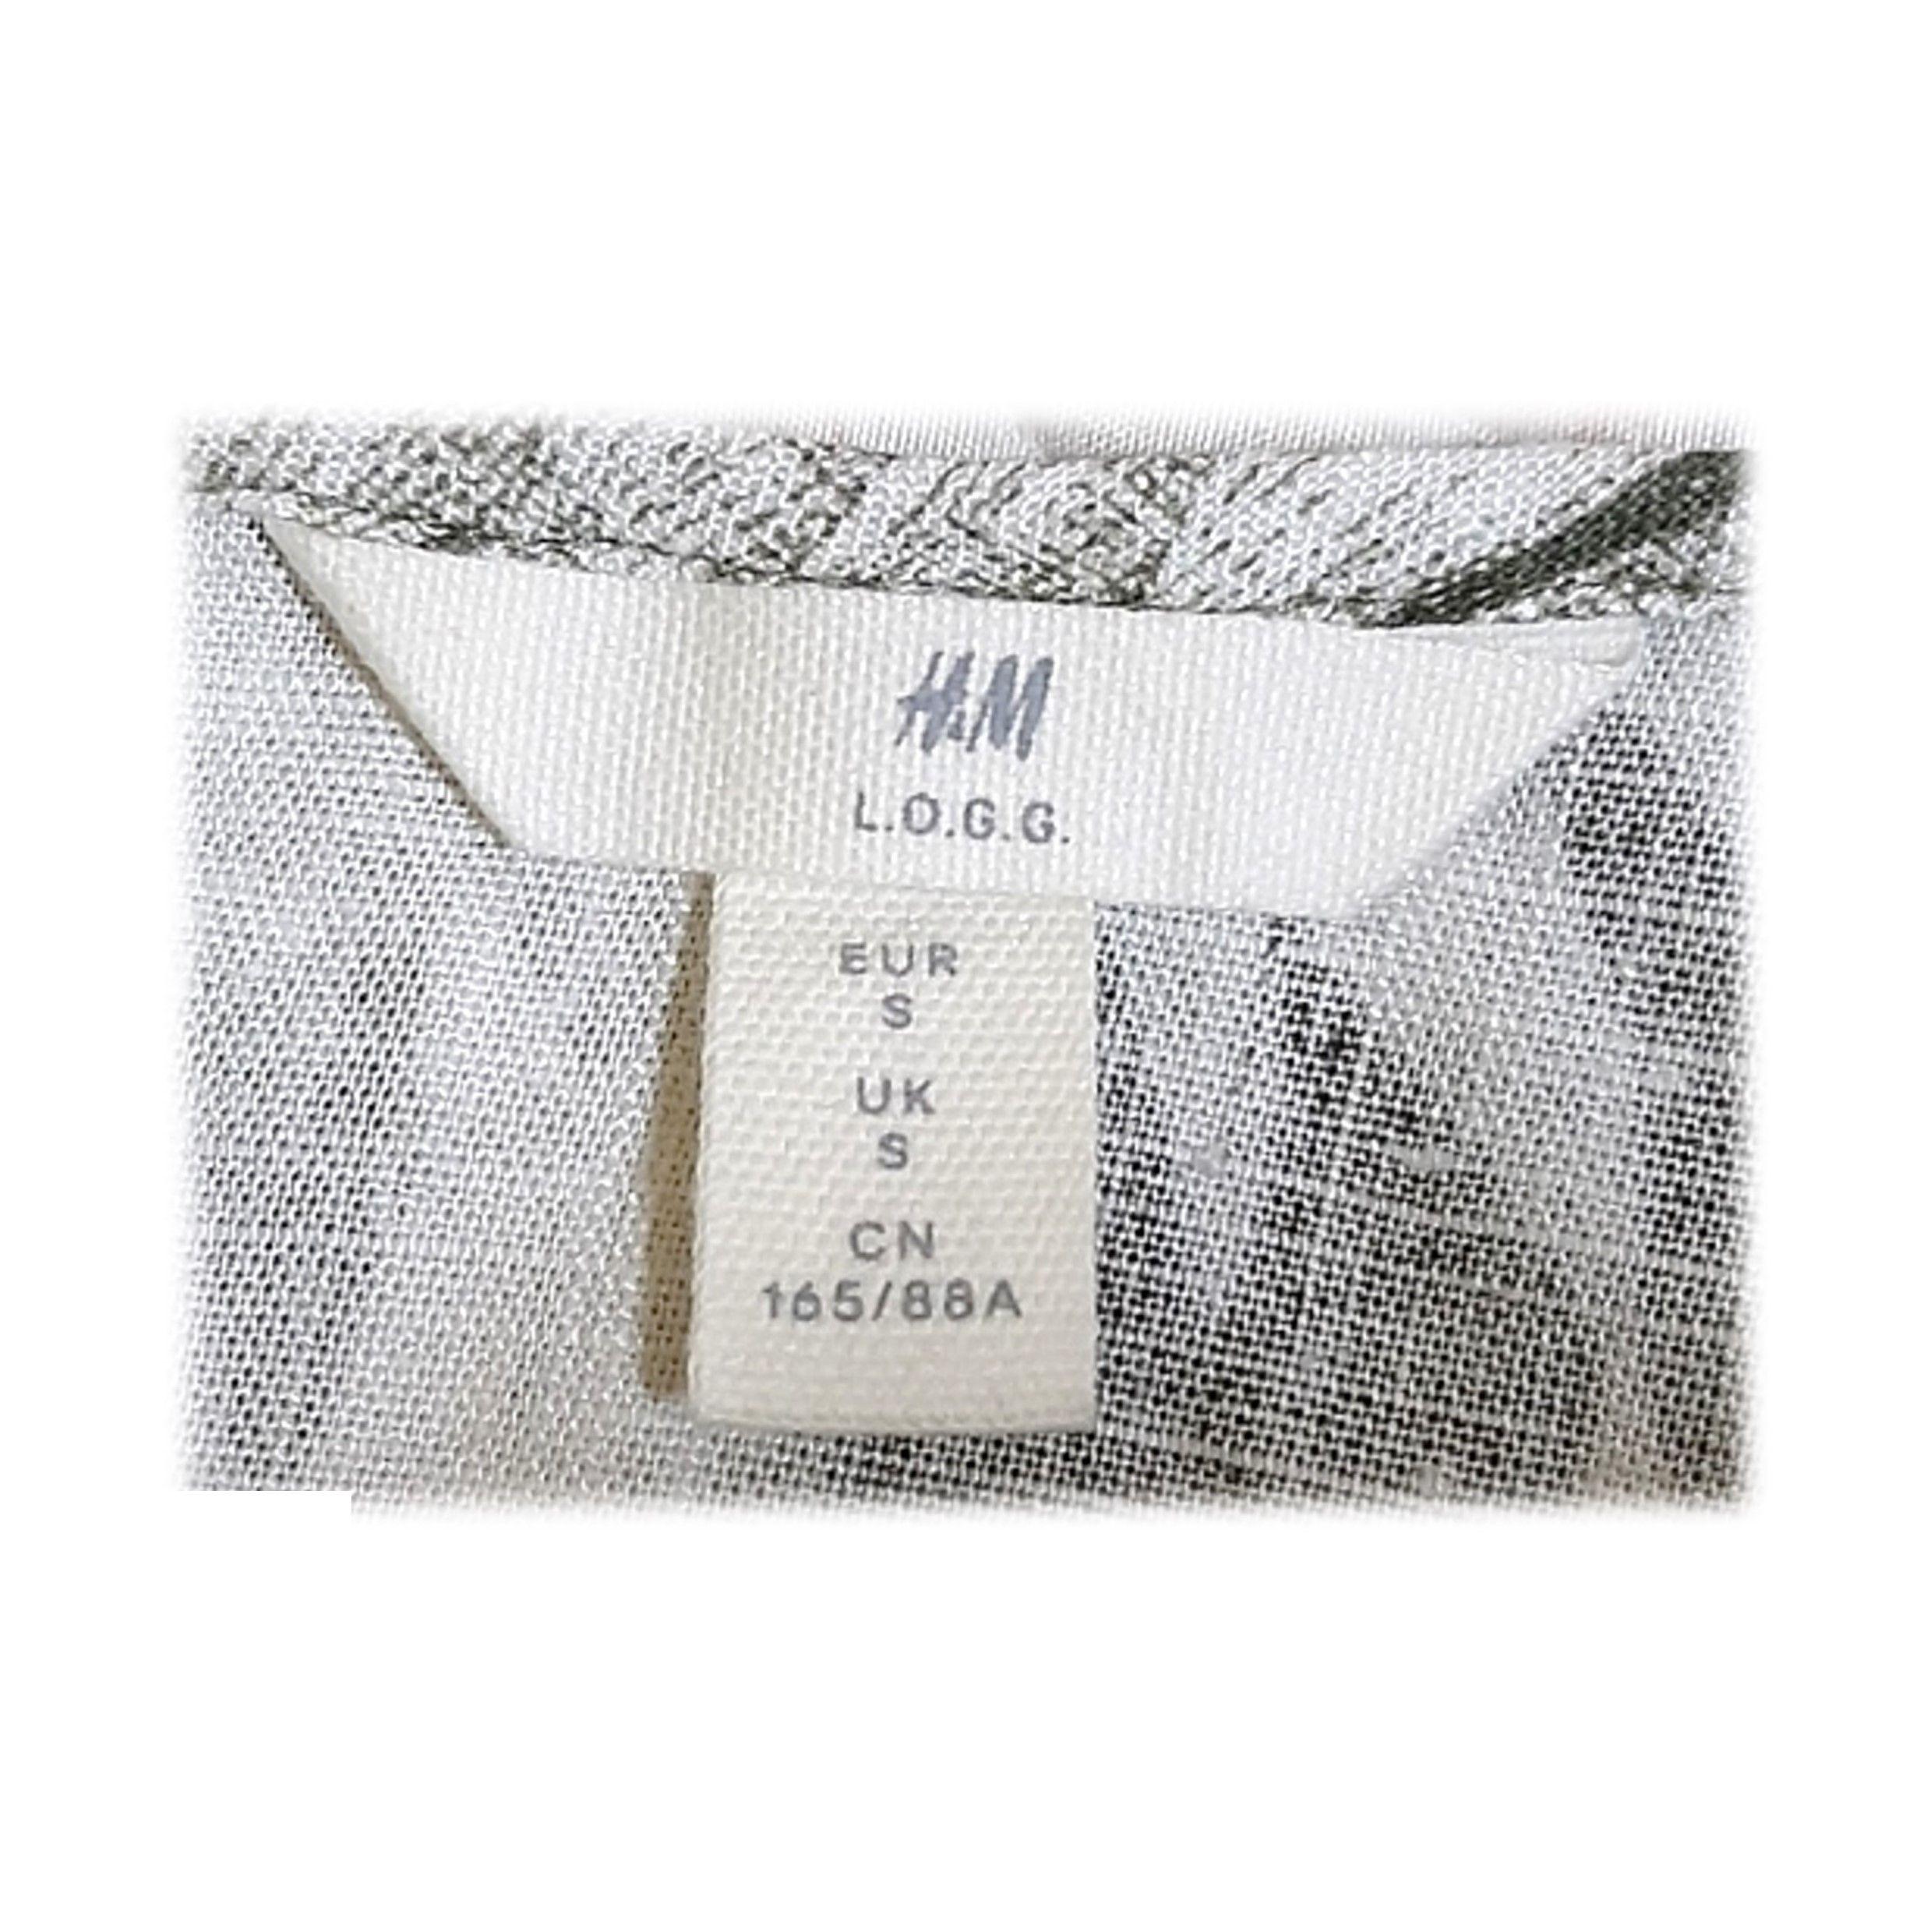 H&M
L.O.G.G.
EUR
S
UK
S
CN
165/88A